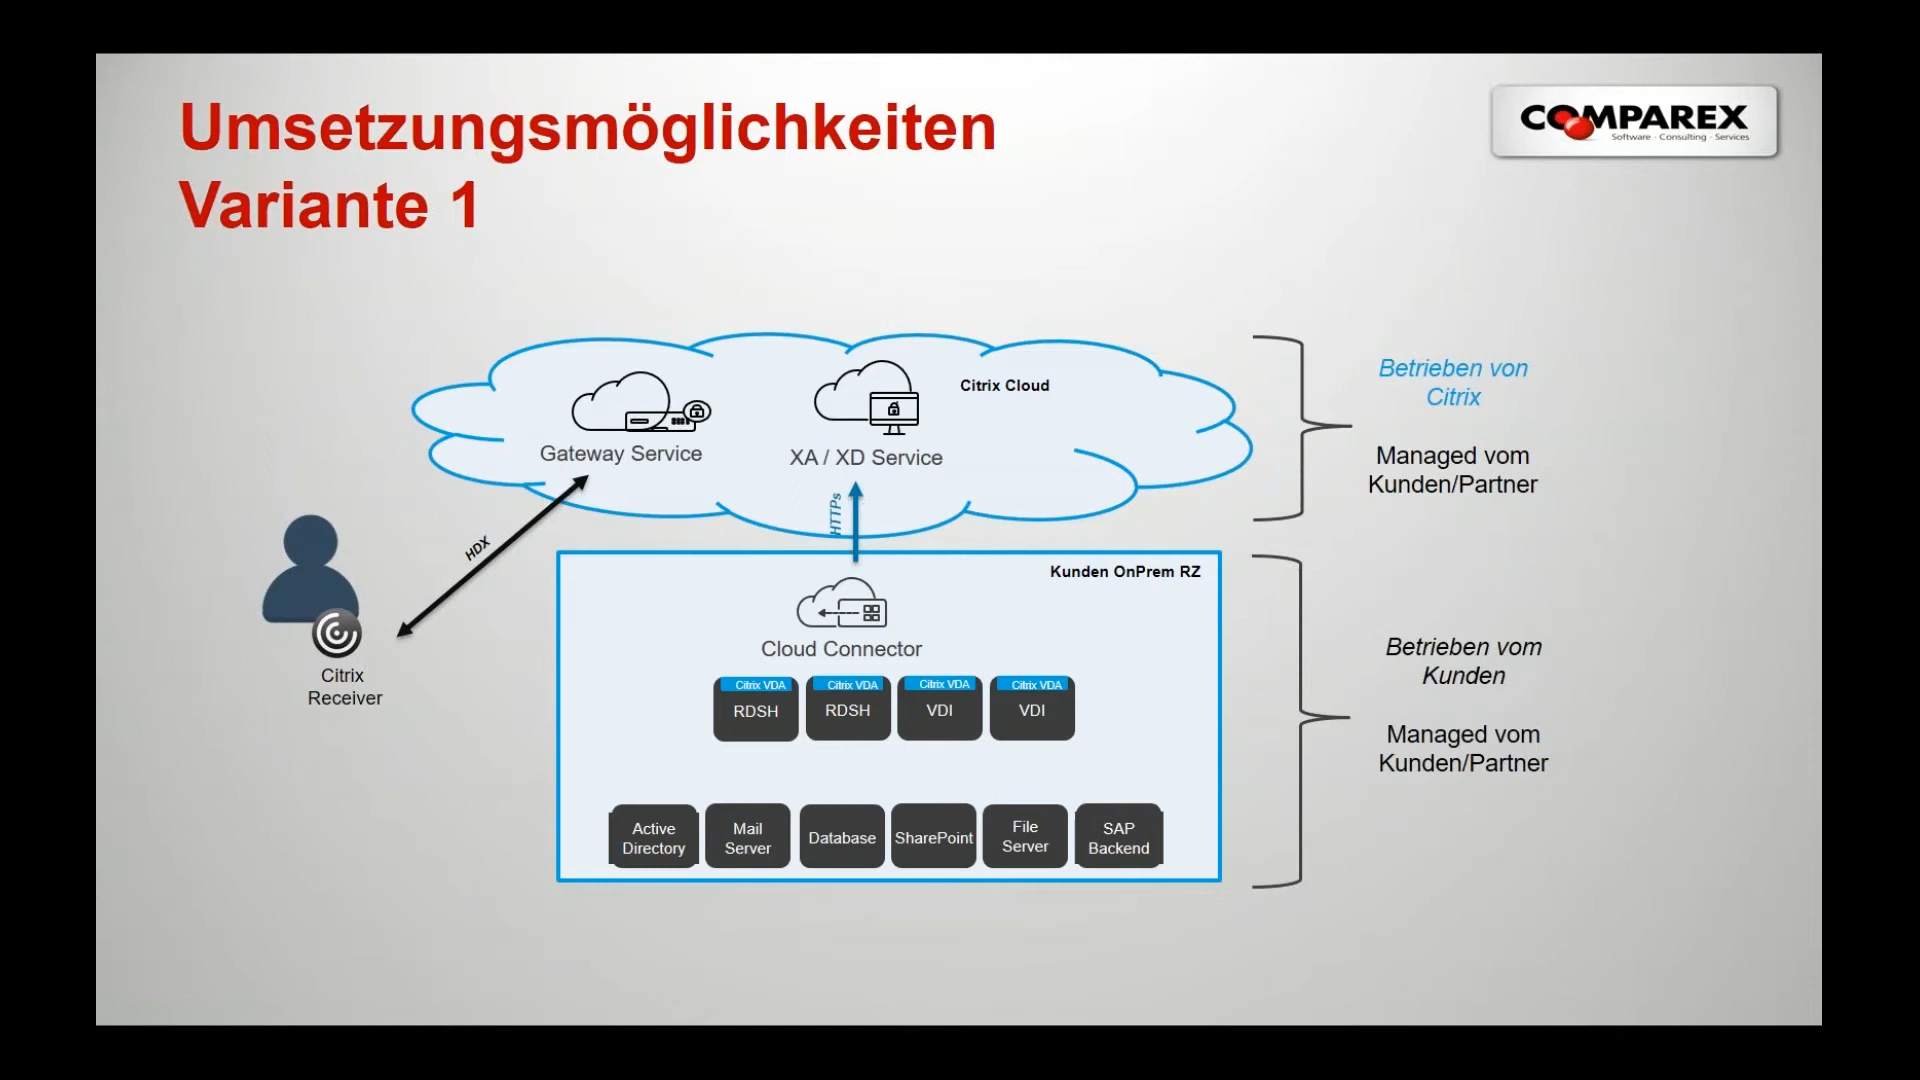 Umsetzungsmöglichkeiten
Variante 1
COMPAREX
Software · Consulting · Services
Citrix Cloud
Gateway Service
XA / XD Service
Betrieben von
Citrix
Managed vom
Kunden/Partner
HDX
HTTPs
Citrix
Receiver
Kunden OnPrem RZ
Cloud Connector
Citrix VDA
RDSH
Citrix VDA
RDSH
Citrix VDA
VDI
Citrix VDA
VDI
Active
Directory
Mail
Server
Database
SharePoint
File
Server
SAP
Backend
Betrieben vom
Kunden
Managed vom
Kunden/Partner